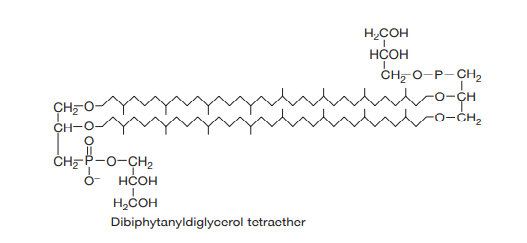 H₂COH
HCOH
CH₂-O-P-CH₂
CH₂-O -O-CH
CH-O -O-CH₂
O
CH₂-P-O-CH₂
O⁻ HCOH
H₂COH
Dibiphytanyldiglycerol tetraether